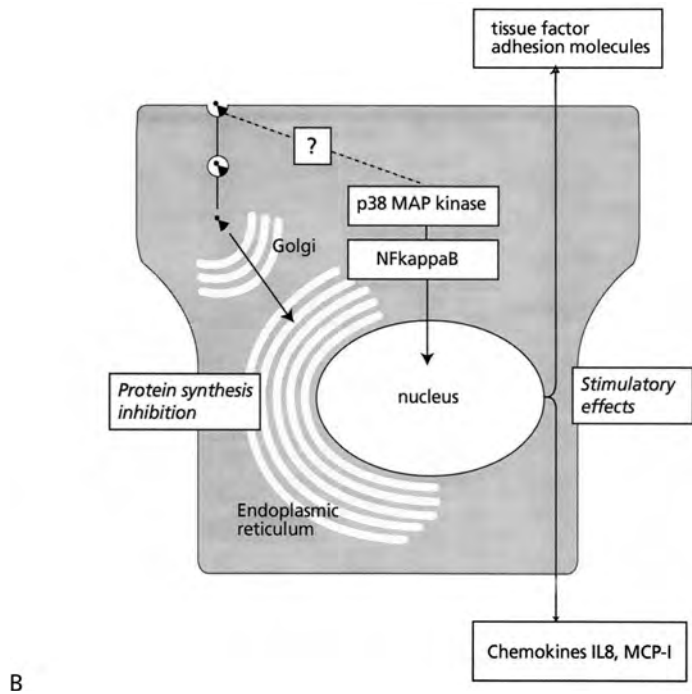 tissue factor
adhesion molecules
?
p38 MAP kinase
Golgi
NFkappaB
nucleus
Protein synthesis
inhibition
Stimulatory
effects
Endoplasmic
reticulum
Chemokines IL8, MCP-I
B